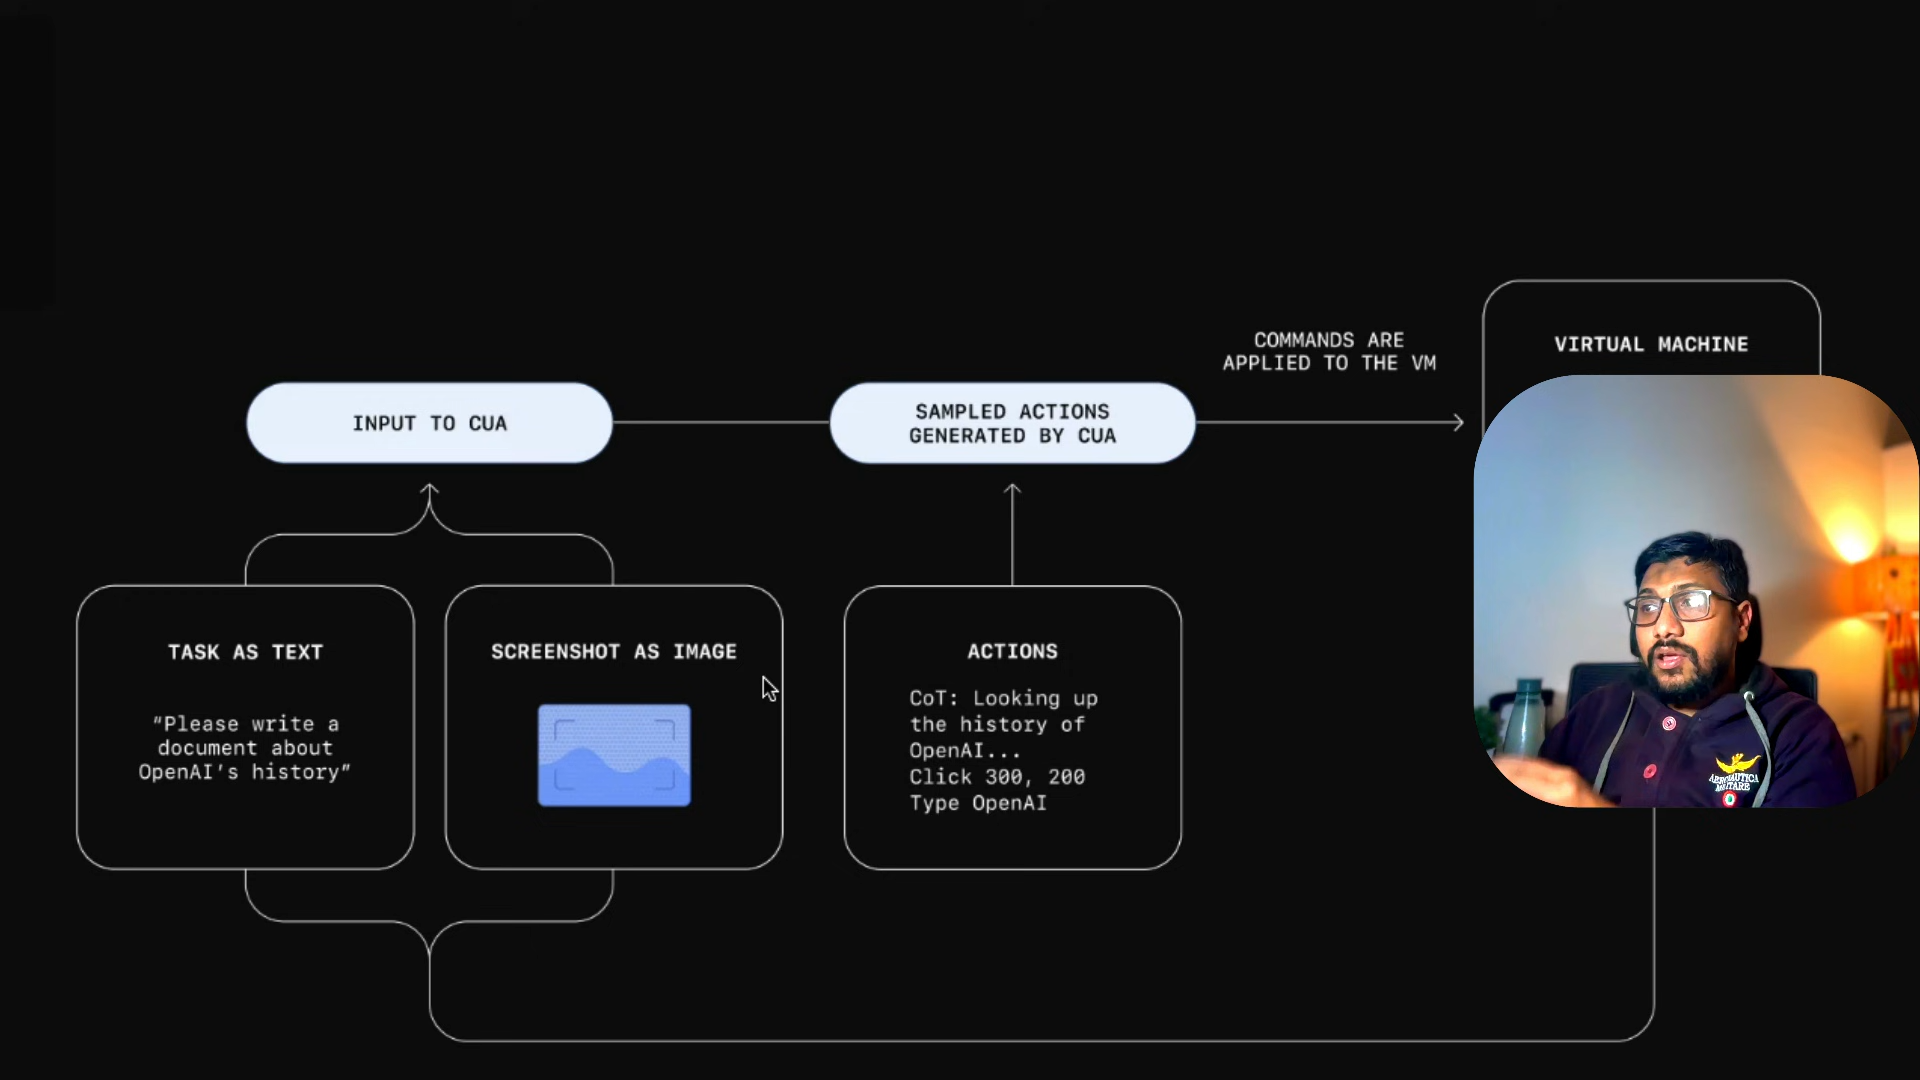 COMMANDS ARE
APPLIED TO THE VM
VIRTUAL MACHINE
INPUT TO CUA
SAMPLED ACTIONS
GENERATED BY CUA
TASK AS TEXT
“Please write a
document about
OpenAI’s history”
SCREENSHOT AS IMAGE
ACTIONS
CoT: Looking up
the history of
OpenAI...
Click 300, 200
Type OpenAI
AERONAUTICA
MILITARE